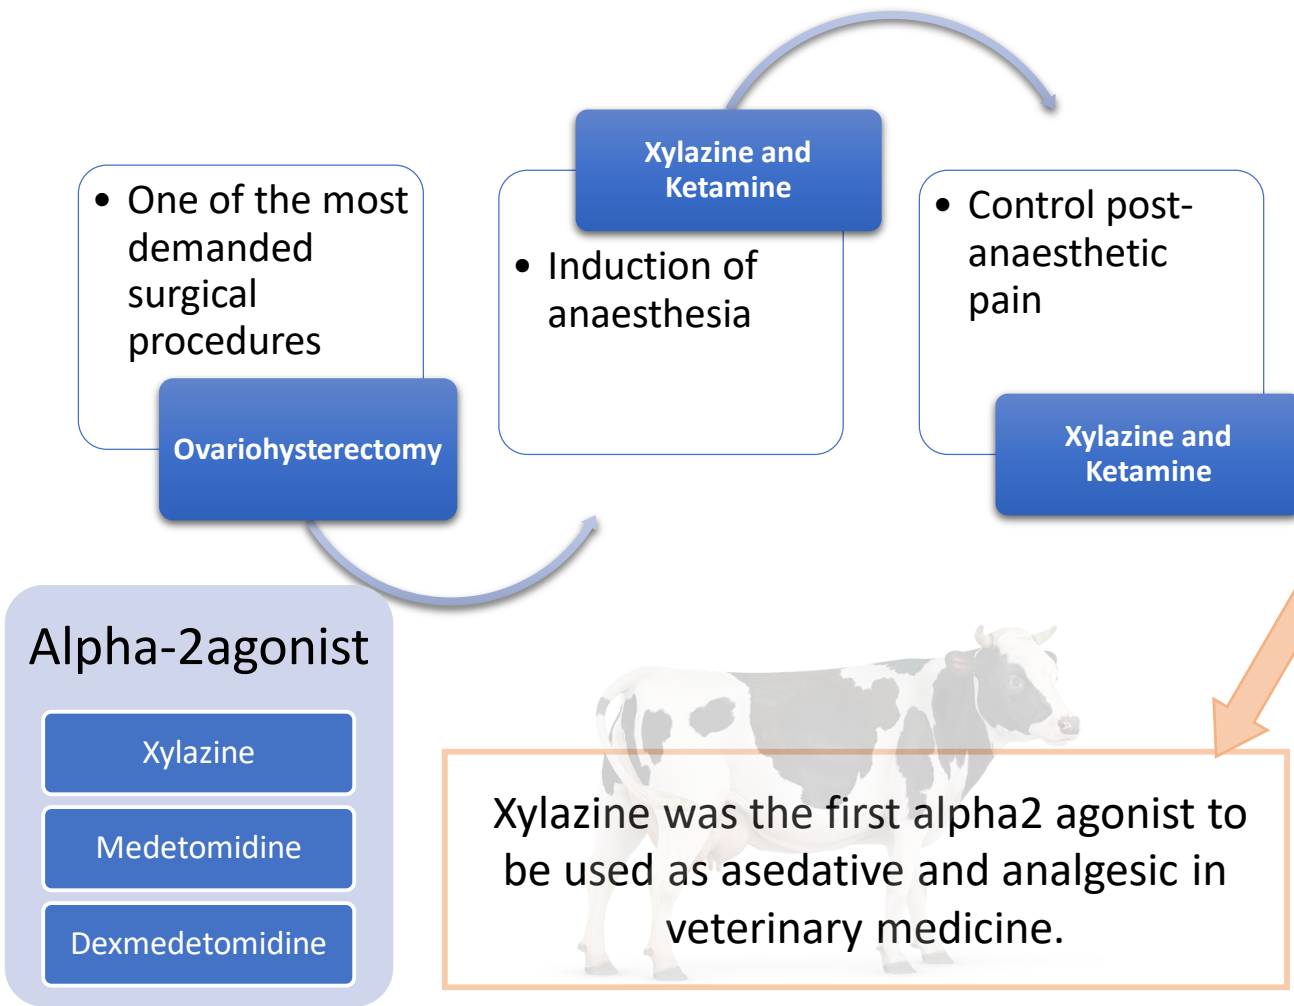 • One of the most
demanded
surgical
procedures
Ovariohysterectomy
Xylazine and
Ketamine
• Induction of
anaesthesia
• Control post-
anaesthetic
pain
Xylazine and
Ketamine
Alpha-2agonist
Xylazine
Medetomidine
Dexmedetomidine
Xylazine was the first alpha2 agonist to
be used as asedative and analgesic in
veterinary medicine.